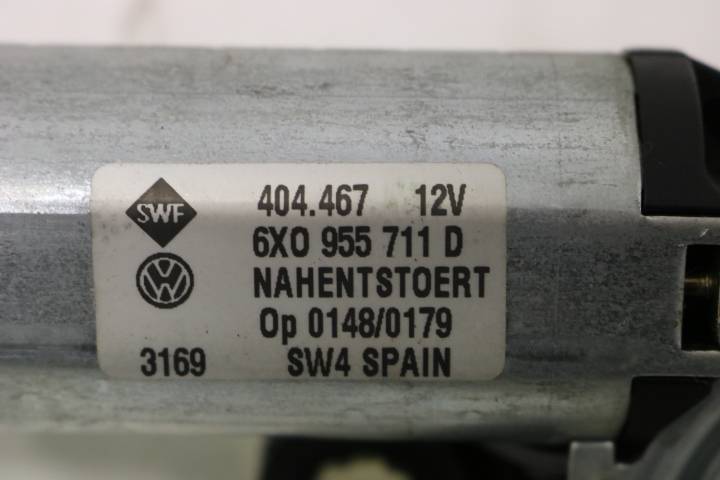 SWF 404.467 12V
6X0 955 711 D
NAHENTSTOERT
Op 0148/0179
3169 SW4 SPAIN